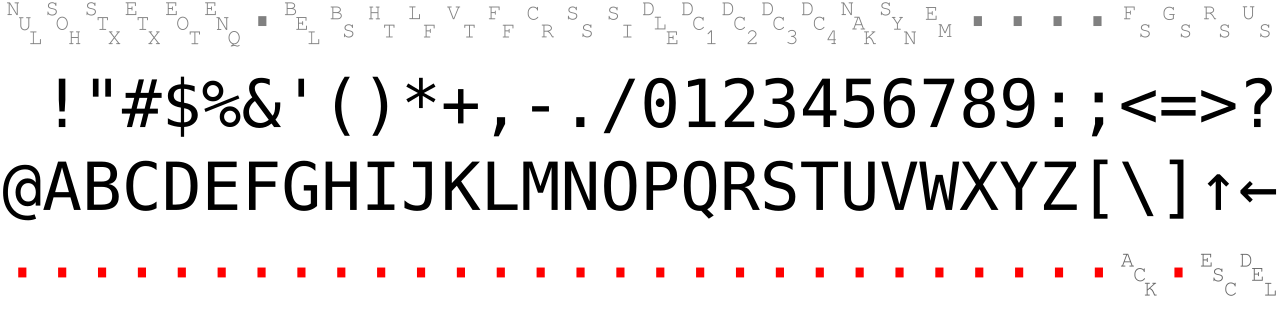 NUL SOH STX ETX EOT ENQ BEL BS HT LF VT FF CR SS SI DLE DC1 DC2 DC3 DC4 NAK SYN EM FS GS RS US
!"#$%&'()*+,-./0123456789:;<=>?
@ABCDEFGHIJKLMNOPQRSTUVWXYZ[\]↑←
ACK ESC DEL